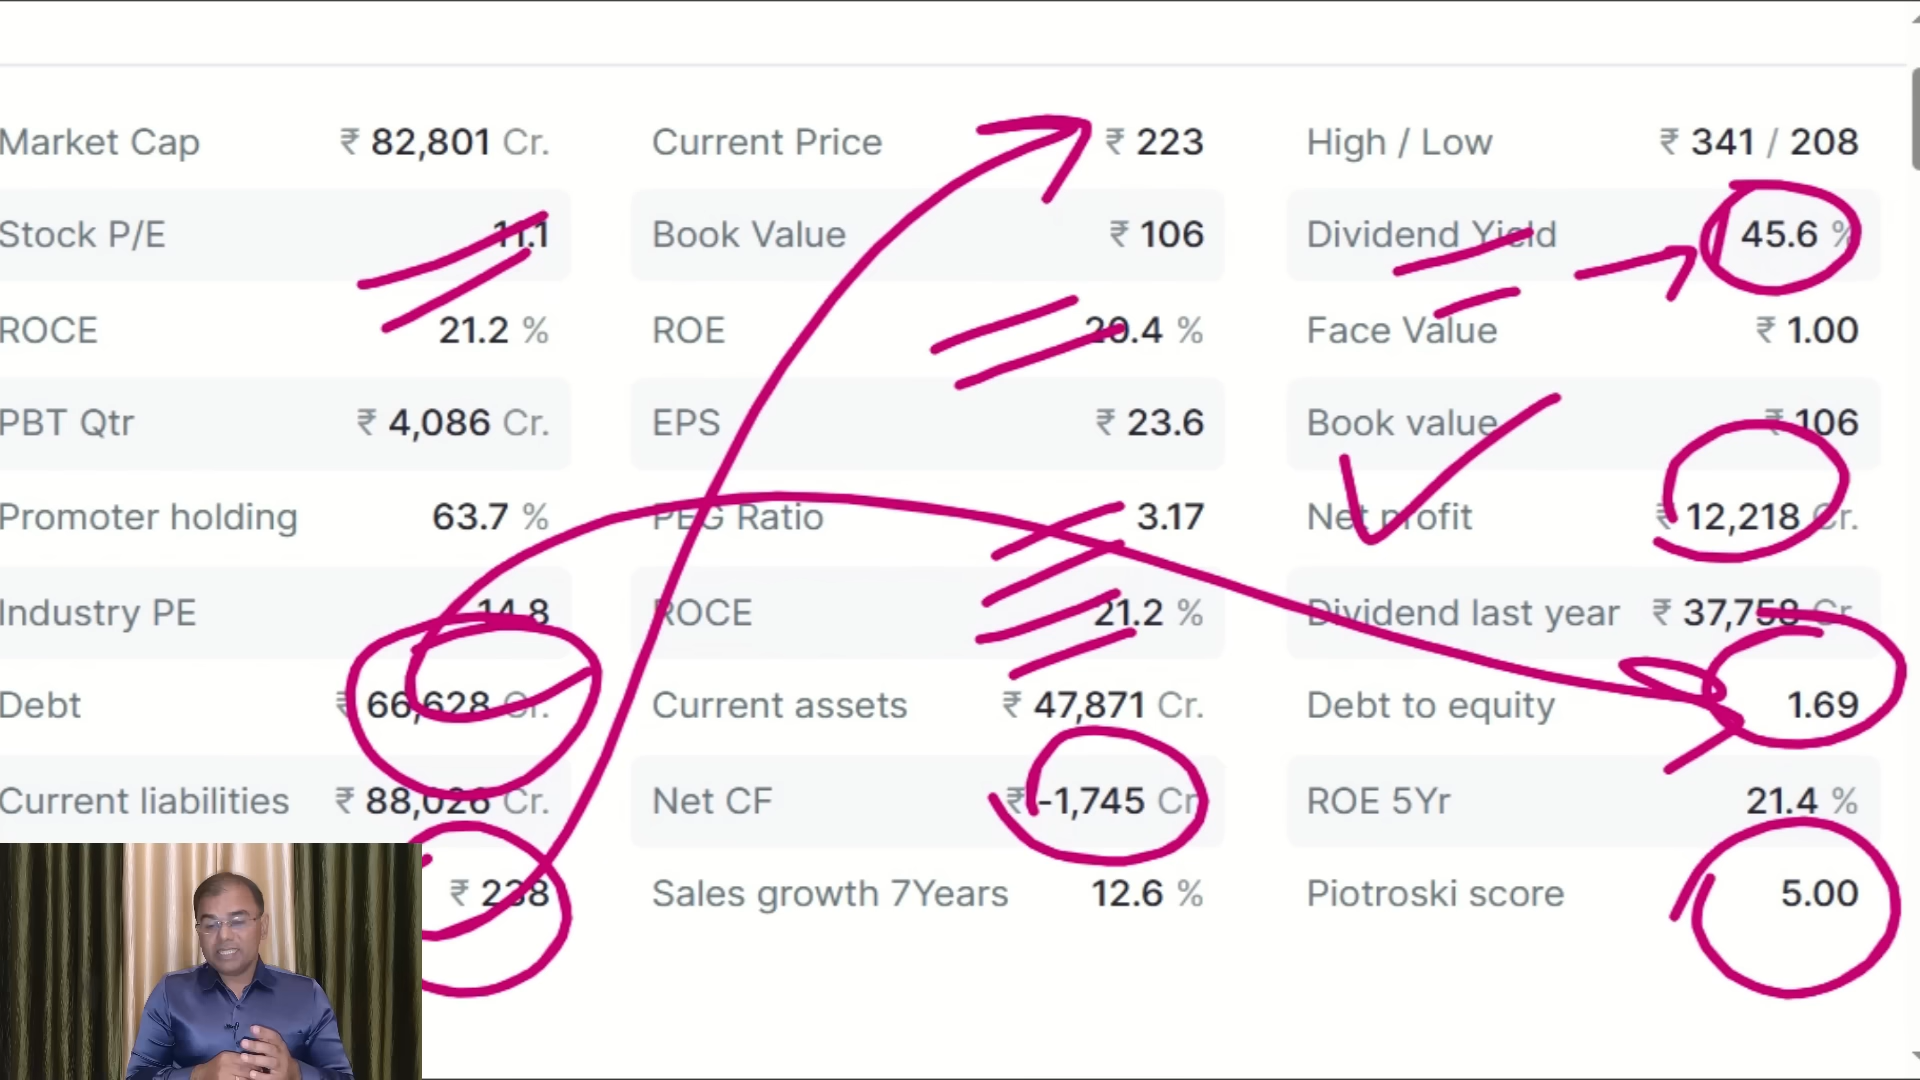 Market Cap ₹ 82,801 Cr. Current Price ₹ 223 High / Low ₹ 341 / 208
Stock P/E 11.1 Book Value ₹ 106 Dividend Yield 45.6 %
ROCE 21.2 % ROE 20.4 % Face Value ₹ 1.00
PBT Qtr ₹ 4,086 Cr. EPS ₹ 23.6 Book value ₹ 106
Promoter holding 63.7 % PEG Ratio 3.17 Net profit ₹ 12,218 Cr.
Industry PE 14.8 ROCE 21.2 % Dividend last year ₹ 37,758 Cr.
Debt ₹ 66,628 Cr. Current assets ₹ 47,871 Cr. Debt to equity 1.69
Current liabilities ₹ 88,026 Cr. Net CF ₹ -1,745 Cr ROE 5Yr 21.4 %
₹ 238 Sales growth 7Years 12.6 % Piotroski score 5.00